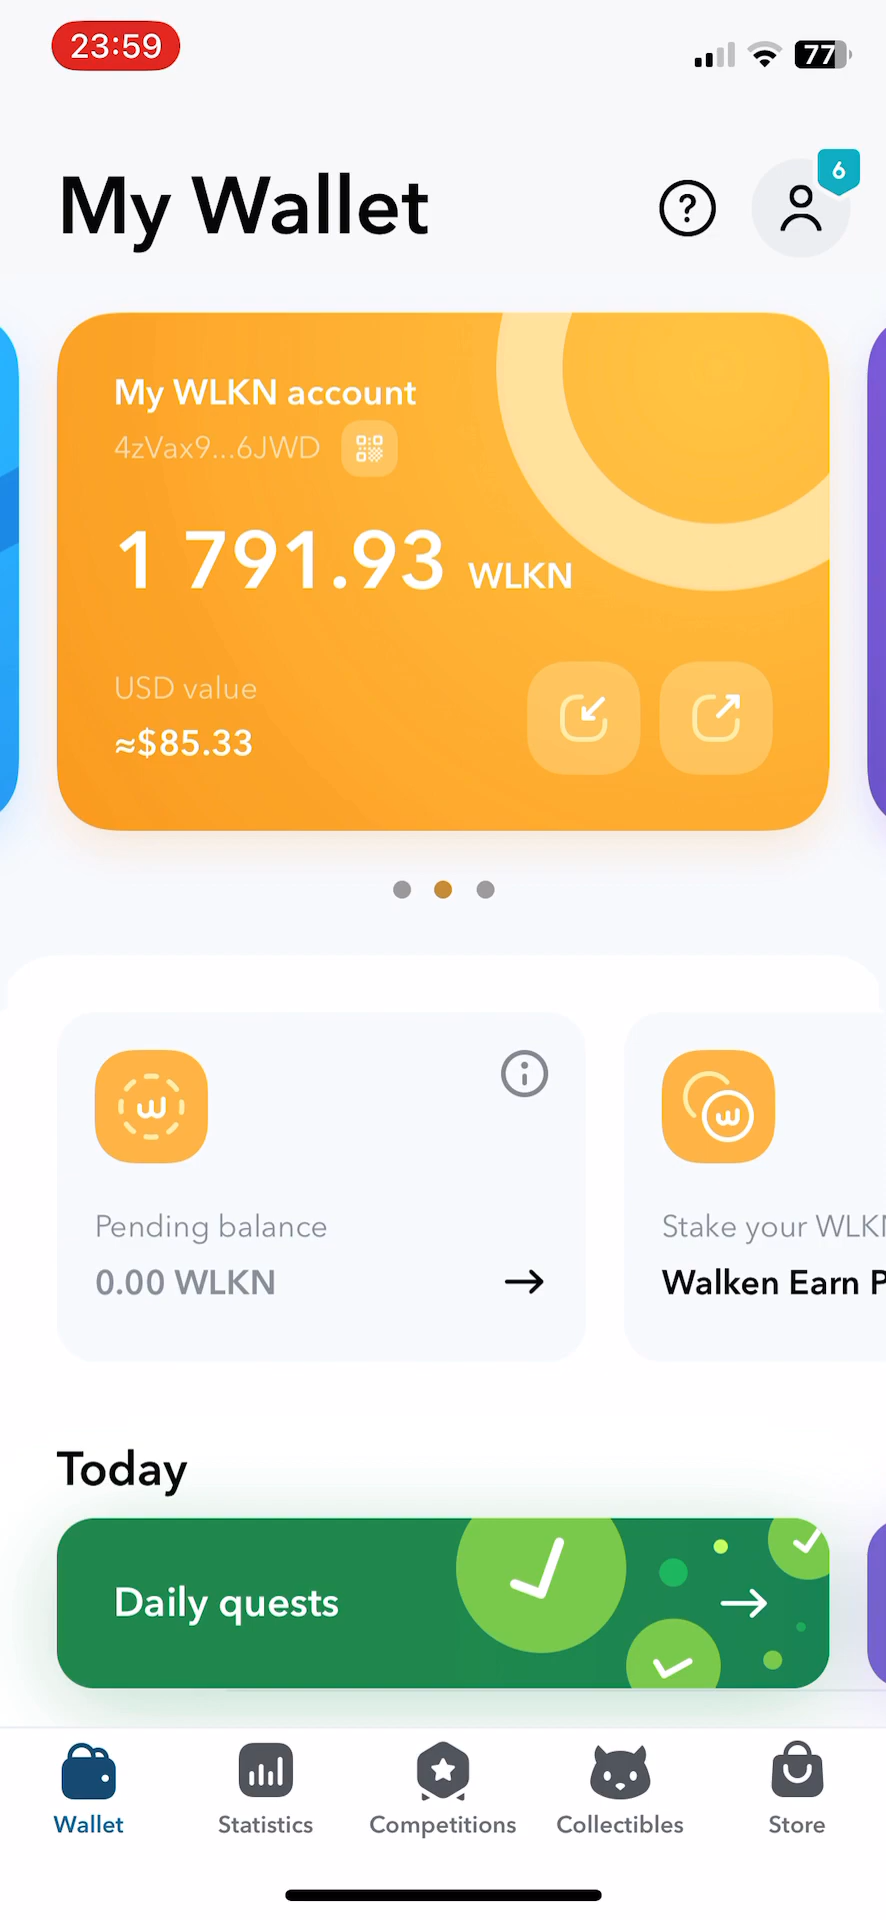 23:59
77
My Wallet
?
6
My WLKN account
4zVax9...6JWD
1 791.93 WLKN
USD value
≈$85.33
Pending balance
0.00 WLKN
Stake your WLKN
Walken Earn P
Today
Daily quests
Wallet
Statistics
Competitions
Collectibles
Store